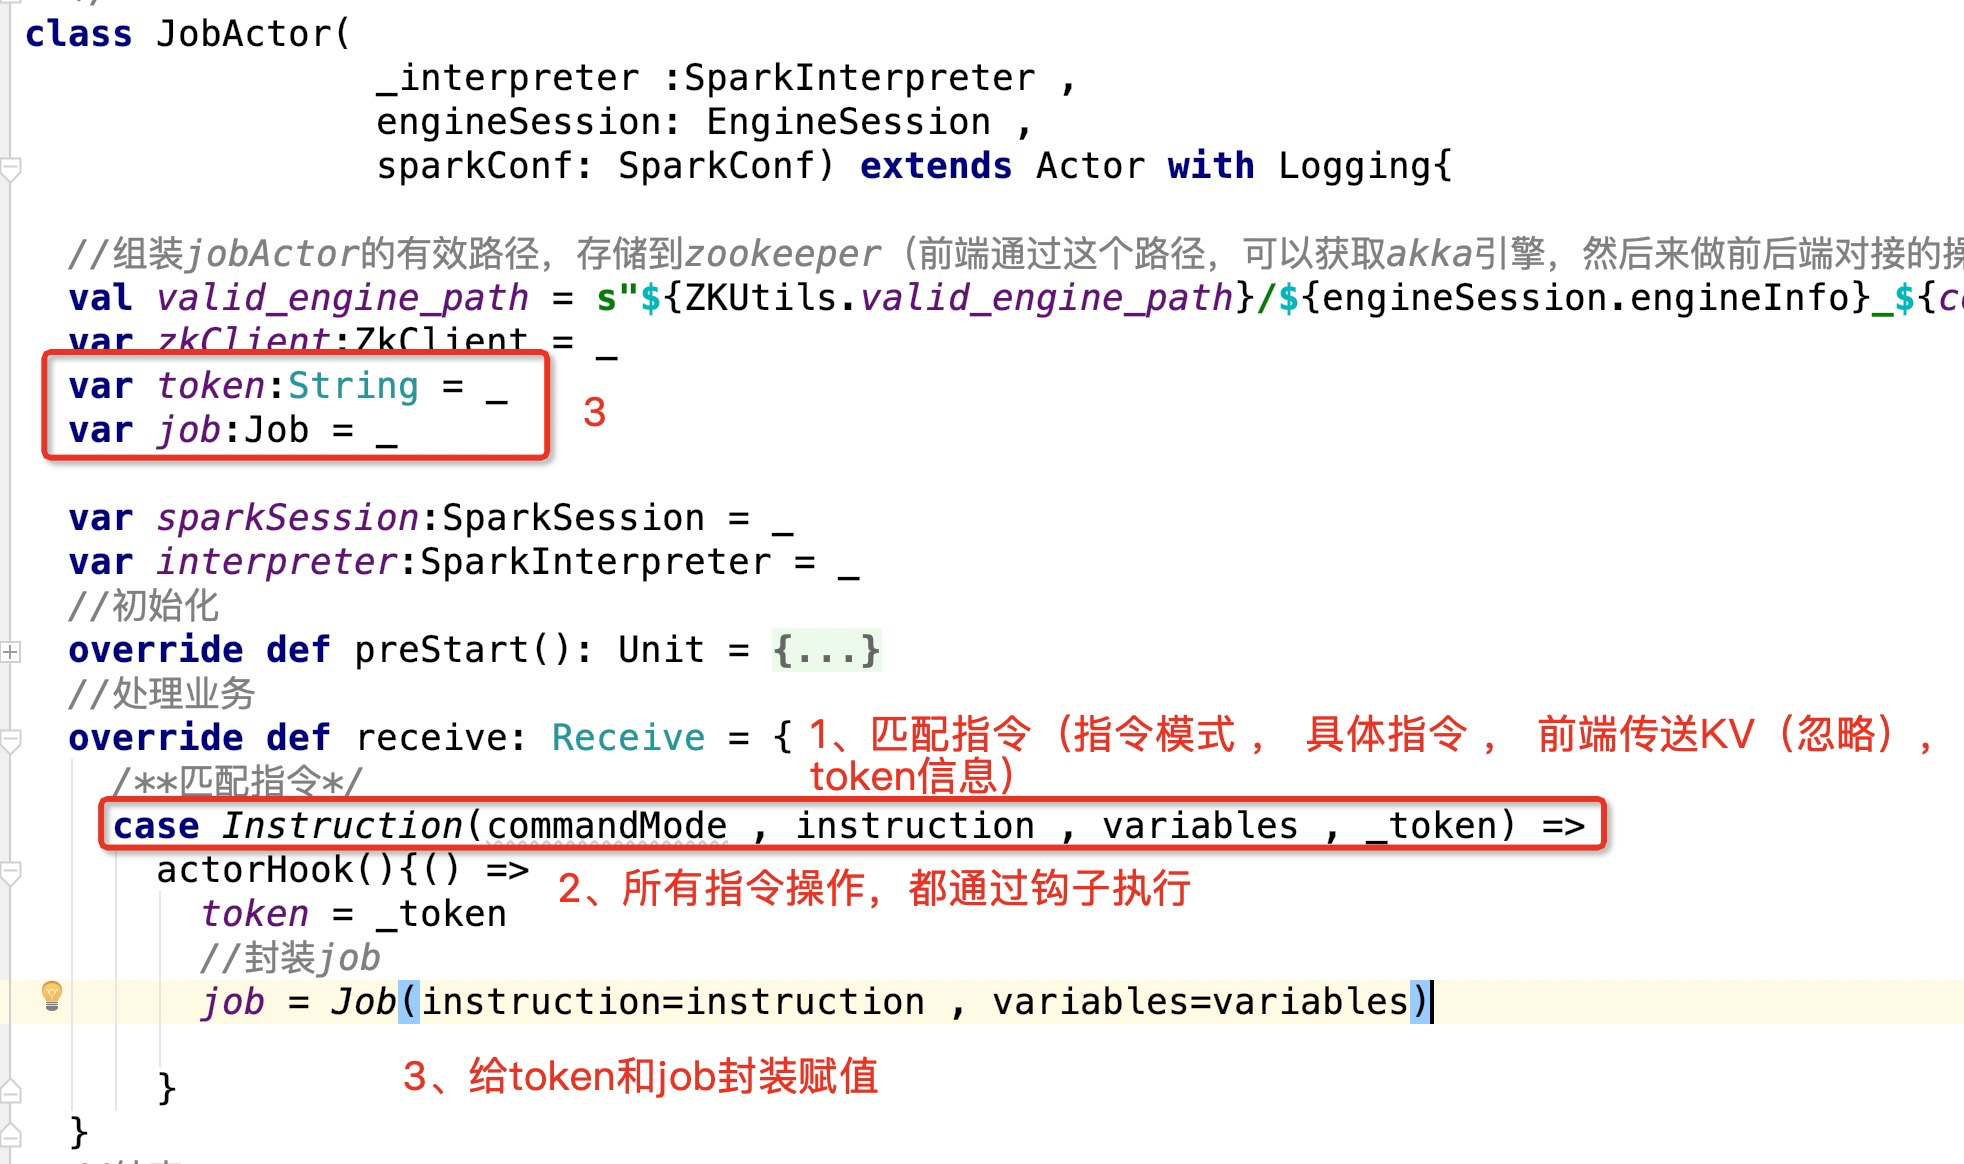 class JobActor(
_interpreter :SparkInterpreter ,
engineSession: EngineSession ,
sparkConf: SparkConf) extends Actor with Logging{
//组装jobActor的有效路径，存储到zookeeper（前端通过这个路径，可以获取akka引擎，然后来做前后端对接的操
val valid_engine_path = s"${ZKUtils.valid_engine_path}/${engineSession.engineInfo}_${co
var zkClient:ZkClient = _
var token:String = _
3
var job:Job = _
var sparkSession:SparkSession = _
var interpreter:SparkInterpreter = _
//初始化
override def preStart(): Unit = {...}
//处理业务
override def receive: Receive = { 1、匹配指令（指令模式 ， 具体指令 ， 前端传送KV（忽略），
token信息）
/**匹配指令*/
case Instruction(commandMode , instruction , variables , _token) =>
actorHook(){() =>
2、所有指令操作，都通过钩子执行
token = _token
//封装job
job = Job(instruction=instruction , variables=variables)
3、给token和job封装赋值
}
}